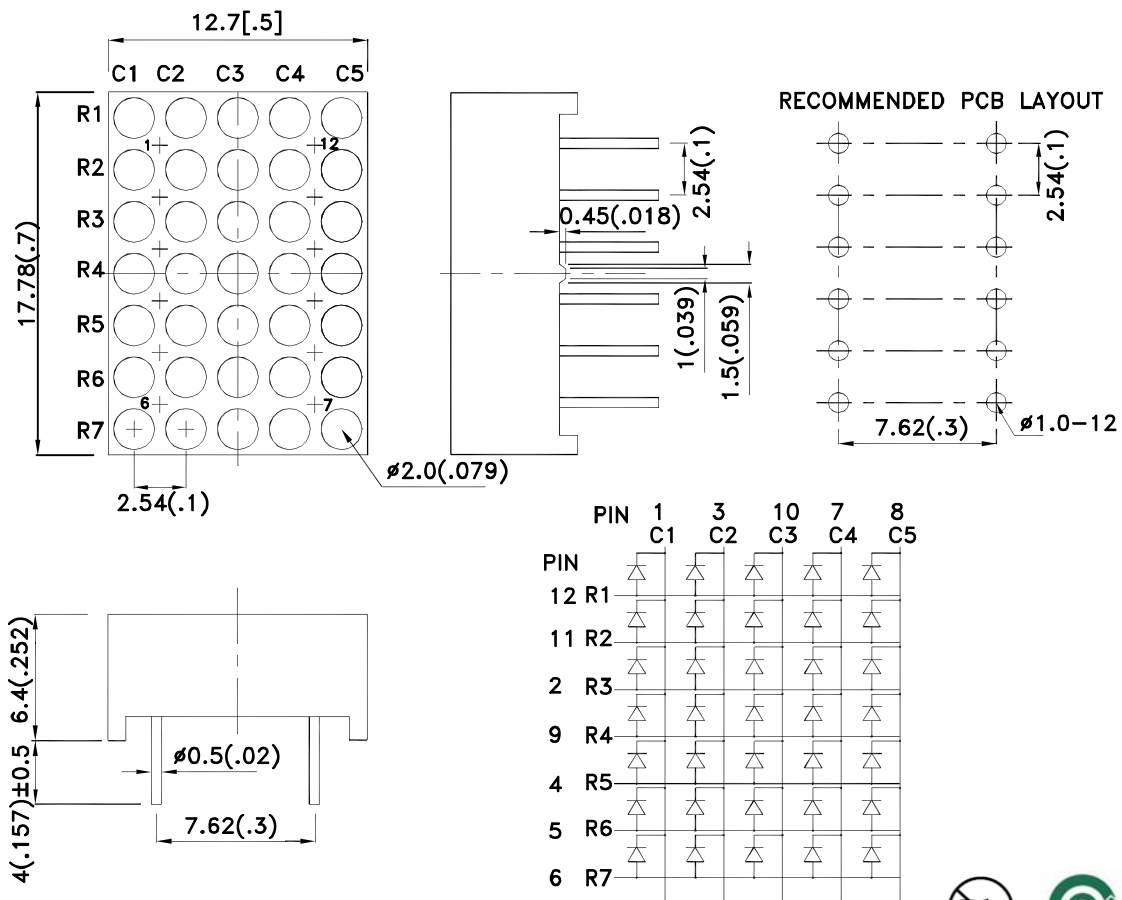 12.7[.5]
C1 C2 C3 C4 C5
R1
R2
R3
R4
R5
R6
R7
1
12
6
7
17.78(.7)
2.54(.1)
ø2.0(.079)
2.54(.1)
0.45(.018)
1(.039)
1.5(.059)
RECOMMENDED PCB LAYOUT
2.54(.1)
7.62(.3)
ø1.0-12
6.4(.252)
4(.157)±0.5
ø0.5(.02)
7.62(.3)
PIN 1 3 10 7 8
C1 C2 C3 C4 C5
PIN
12 R1
11 R2
2 R3
9 R4
4 R5
5 R6
6 R7